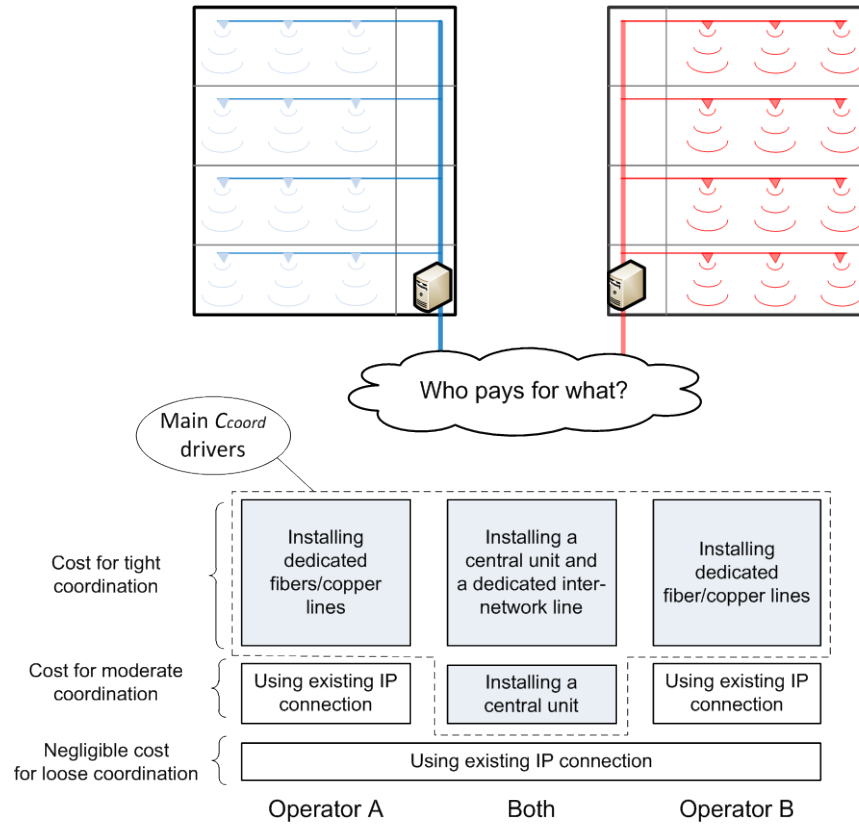 Who pays for what?
Main Ccoord
drivers
Cost for tight
coordination
Installing
dedicated
fibers/copper
lines
Installing a
central unit and
a dedicated inter-
network line
Installing
dedicated
fiber/copper lines
Cost for moderate
coordination
Using existing IP
connection
Installing a
central unit
Using existing IP
connection
Negligible cost
for loose coordination
Using existing IP connection
Operator A
Both
Operator B